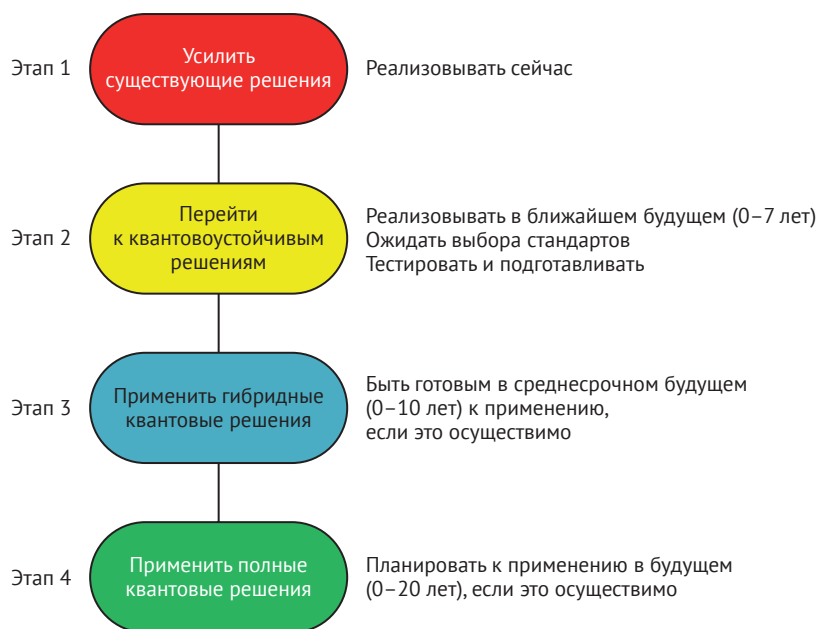 Этап 1
Усилить
существующие решения
Реализовывать сейчас
Этап 2
Перейти
к квантовоустойчивым
решениям
Реализовывать в ближайшем будущем (0–7 лет)
Ожидать выбора стандартов
Тестировать и подготавливать
Этап 3
Применить гибридные
квантовые решения
Быть готовым в среднесрочном будущем
(0–10 лет) к применению,
если это осуществимо
Этап 4
Применить полные
квантовые решения
Планировать к применению в будущем
(0–20 лет), если это осуществимо